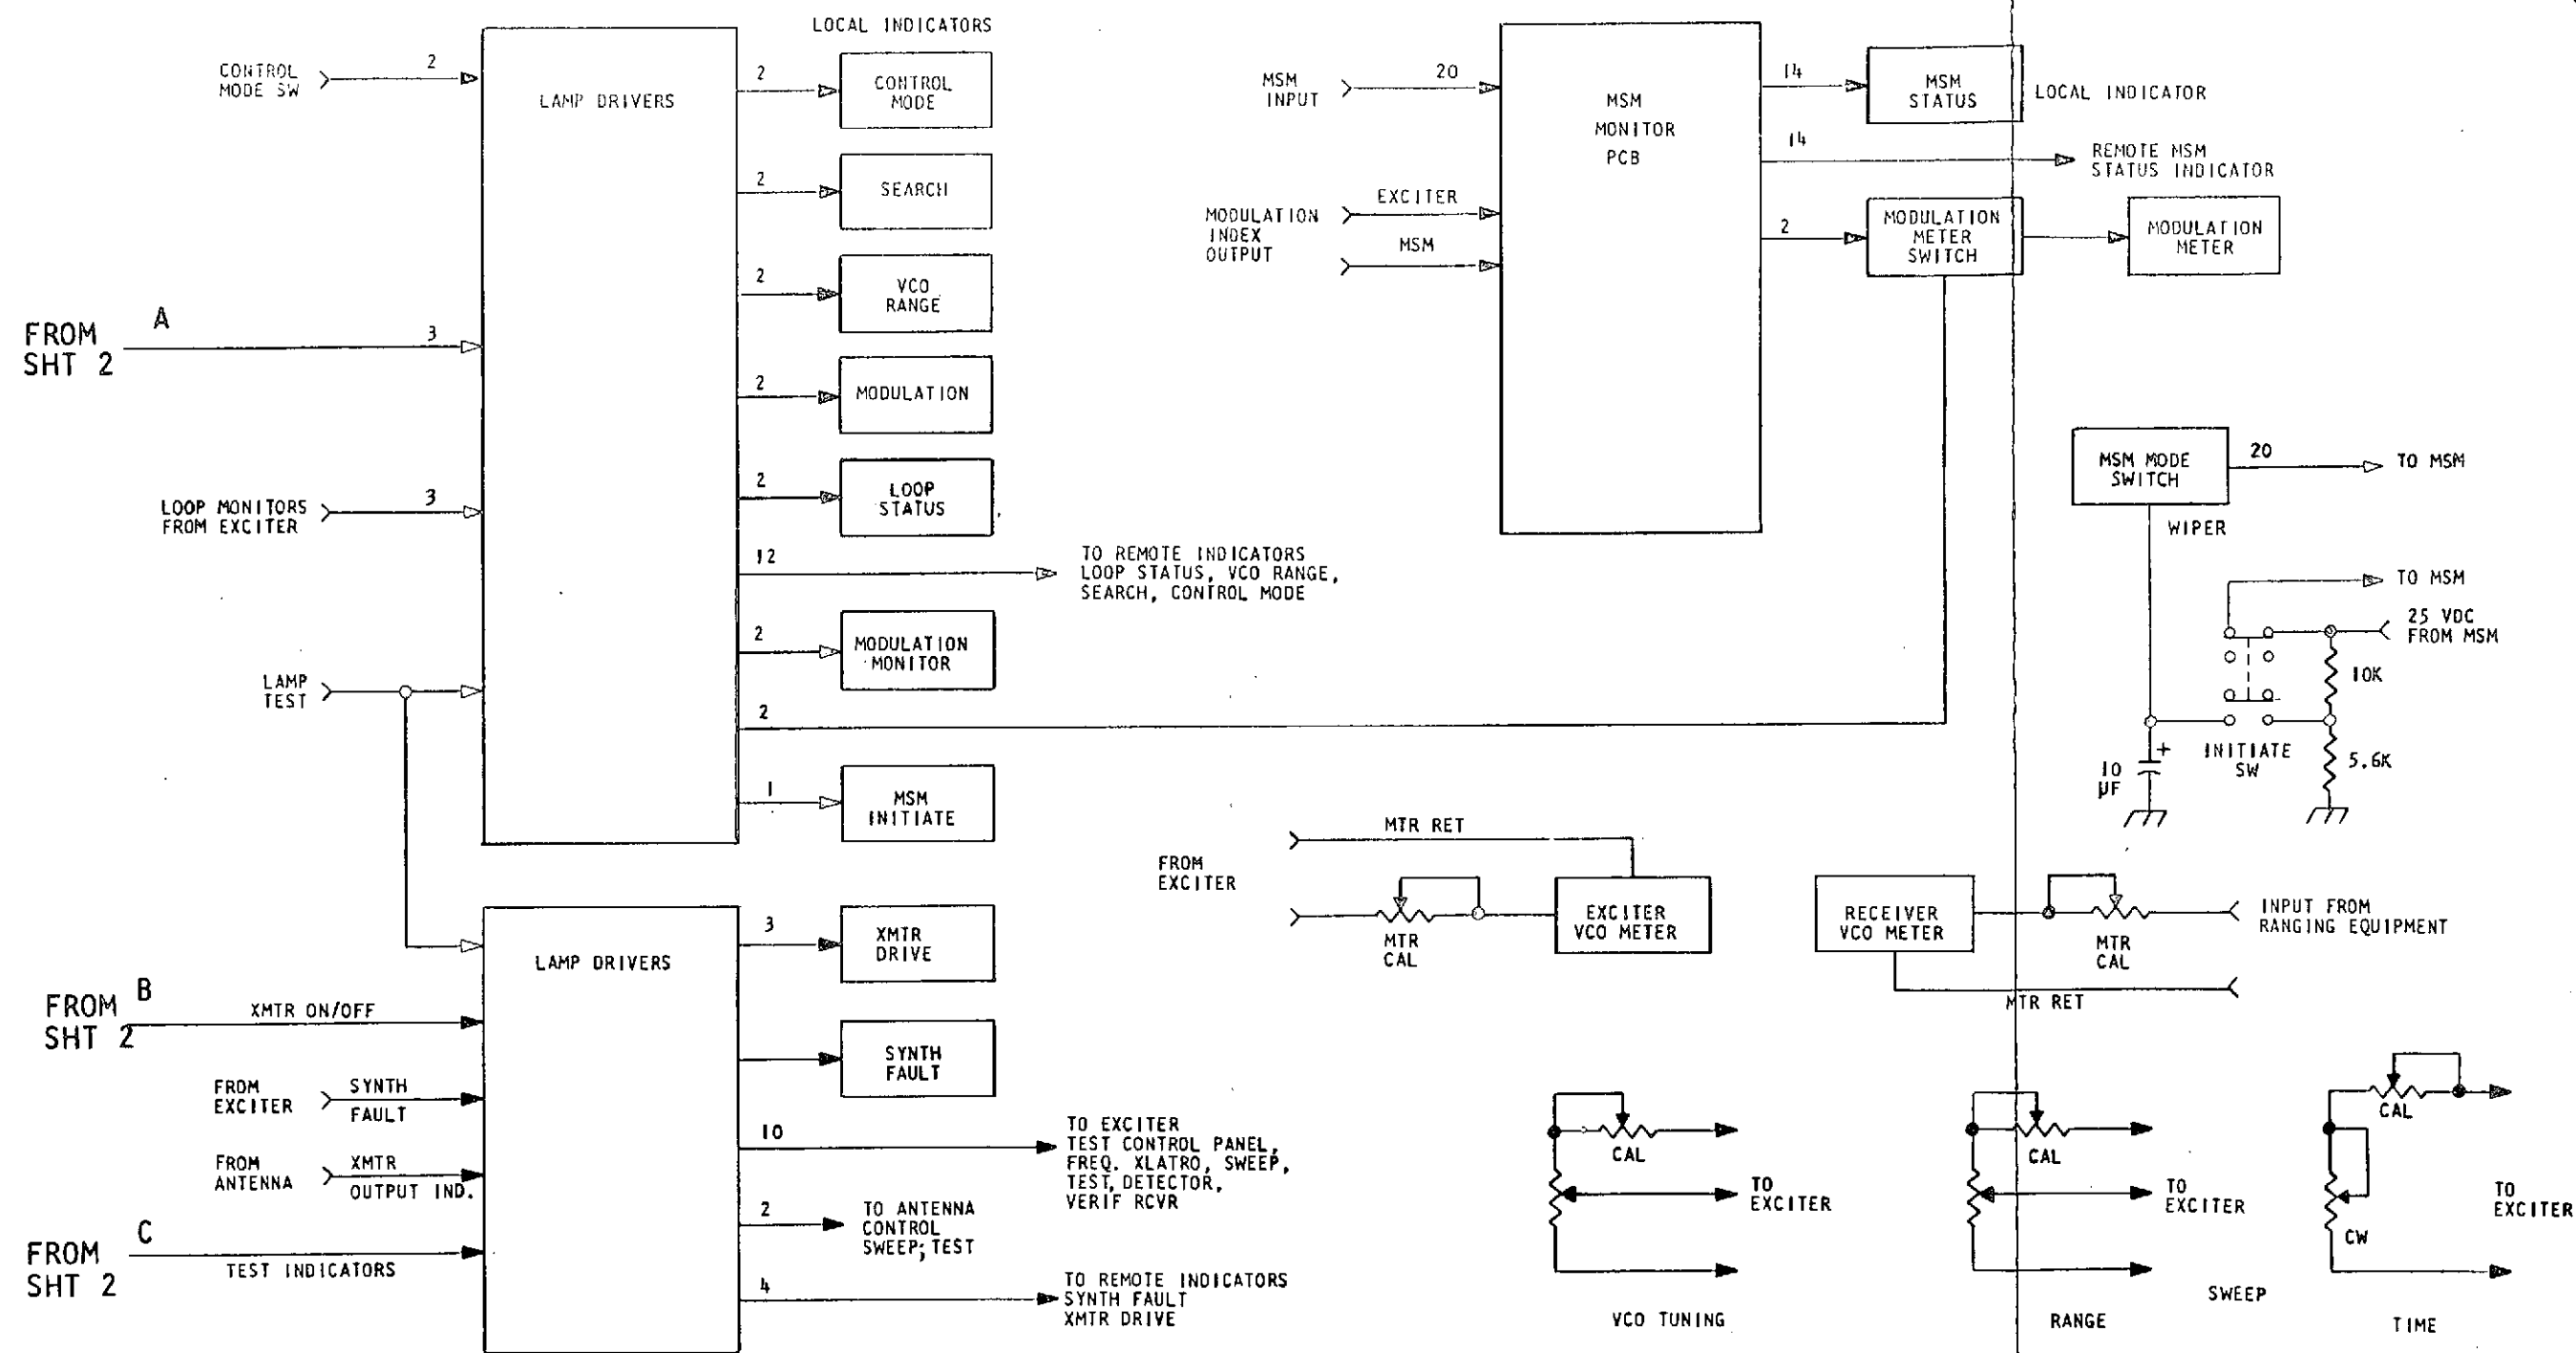 LOCAL INDICATORS
CONTROL
MODE SW
2
LAMP DRIVERS
2
CONTROL
MODE
2
SEARCH
2
VCO
RANGE
FROM
SHT 2
A
3
2
MODULATION
2
LOOP
STATUS
LOOP MONITORS
FROM EXCITER
3
12
TO REMOTE INDICATORS
LOOP STATUS, VCO RANGE,
SEARCH, CONTROL MODE
2
MODULATION
MONITOR
LAMP
TEST
2
1
MSM
INITIATE
MSM
INPUT
20
MSM
MONITOR
PCB
14
MSM
STATUS
LOCAL INDICATOR
14
REMOTE MSM
STATUS INDICATOR
MODULATION
INDEX
OUTPUT
EXCITER
MSM
2
MODULATION
METER
SWITCH
MODULATION
METER
MSM MODE
SWITCH
20
TO MSM
WIPER
TO MSM
25 VDC
FROM MSM
10K
INITIATE
SW
5.6K
10
µF
+
LAMP DRIVERS
3
XMTR
DRIVE
FROM
SHT 2
B
XMTR ON/OFF
SYNTH
FAULT
FROM
EXCITER
SYNTH
FAULT
10
TO EXCITER
TEST CONTROL PANEL,
FREQ. XLATRO, SWEEP,
TEST, DETECTOR,
VERIF RCVR
FROM
ANTENNA
XMTR
OUTPUT IND.
2
TO ANTENNA
CONTROL
SWEEP; TEST
FROM
SHT 2
C
TEST INDICATORS
4
TO REMOTE INDICATORS
SYNTH FAULT
XMTR DRIVE
FROM
EXCITER
MTR RET
MTR
CAL
EXCITER
VCO METER
RECEIVER
VCO METER
MTR
CAL
INPUT FROM
RANGING EQUIPMENT
MTR RET
CAL
TO
EXCITER
VCO TUNING
CAL
TO
EXCITER
RANGE
SWEEP
CAL
CW
TO
EXCITER
TIME